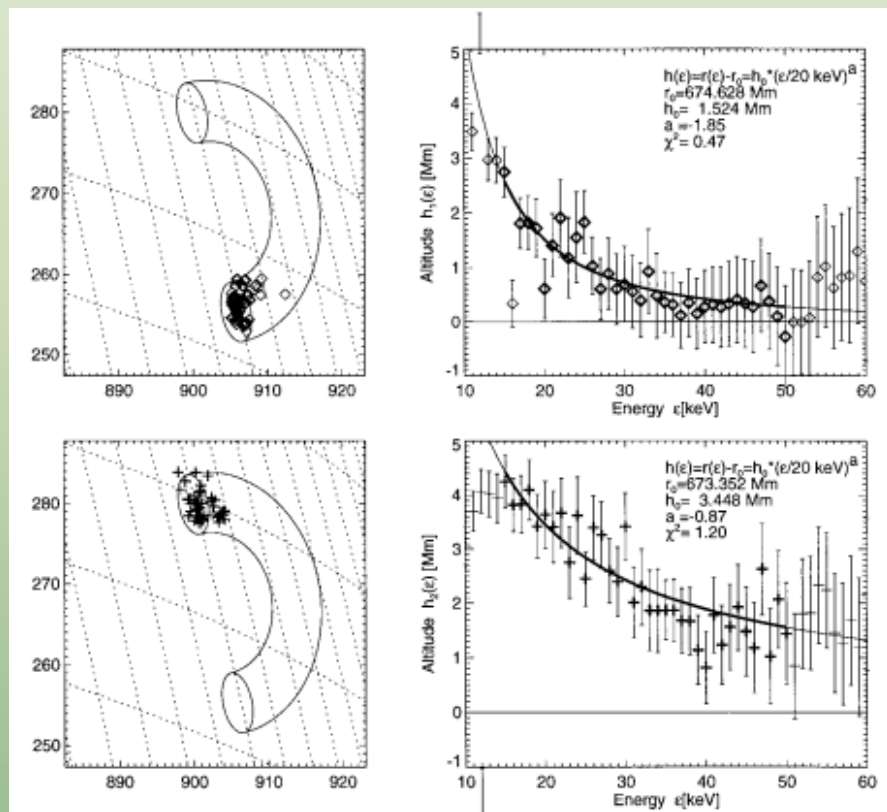 280
270
260
250
890 900 910 920
5
4
3
2
1
0
-1
Altitude h₁(ε) [Mm]
h(ε)=r(ε)-r₀=h₀*(ε/20 keV)ᵃ
r₀=674.628 Mm
h₀= 1.524 Mm
a =-1.85
χ²= 0.47
10 20 30 40 50 60
Energy ε[keV]
280
270
260
250
890 900 910 920
5
4
3
2
1
0
-1
Altitude h₂(ε) [Mm]
h(ε)=r(ε)-r₀=h₀*(ε/20 keV)ᵃ
r₀=673.352 Mm
h₀= 3.448 Mm
a =-0.87
χ²= 1.20
10 20 30 40 50 60
Energy ε[keV]